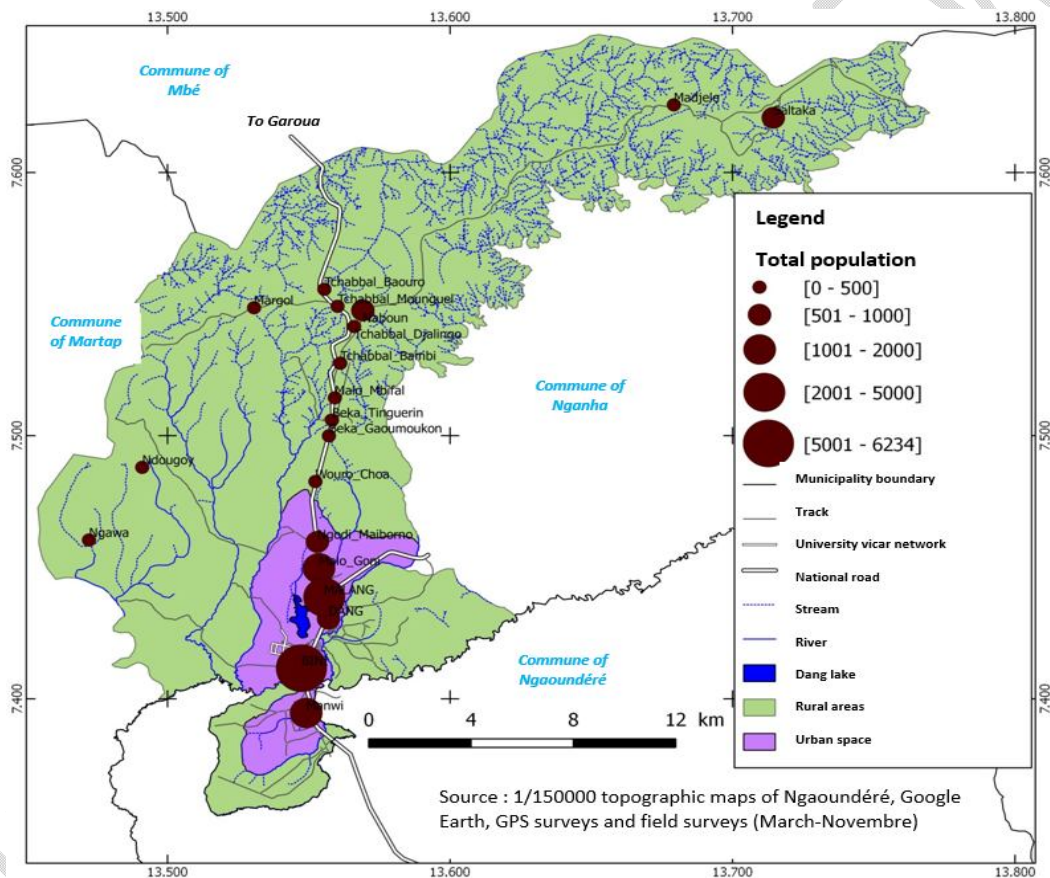 13.500 13.600 13.700 13.800
Commune of
Mbé
To Garoua
Madjele
7.600 7.600
Tchabbal_Baouro
Margol
Tchabbal_Mounguel
Naboun
Tchabbal_Djalingo
Commune
of Martap
Tchabbal_Bambi
Commune of
Nganha
Malo_Mbifal
Beka_Tinguerin
Beka_Gaoumoukon
7.500 7.500
Ndougoy
Wouro_Choa
Ngawa
Ngodi_Maiborno
MALANG
DANG
Commune of
Ngaoundéré
7.400 7.400
Manwi
0 4 8 12 km
Legend
Total population
[0 - 500]
[501 - 1000]
[1001 - 2000]
[2001 - 5000]
[5001 - 6234]
Municipality boundary
Track
University vicar network
National road
Stream
River
Dang lake
Rural areas
Urban space
Source : 1/150000 topographic maps of Ngaoundéré, Google
Earth, GPS surveys and field surveys (March-Novembre)
13.500 13.600 13.700 13.800